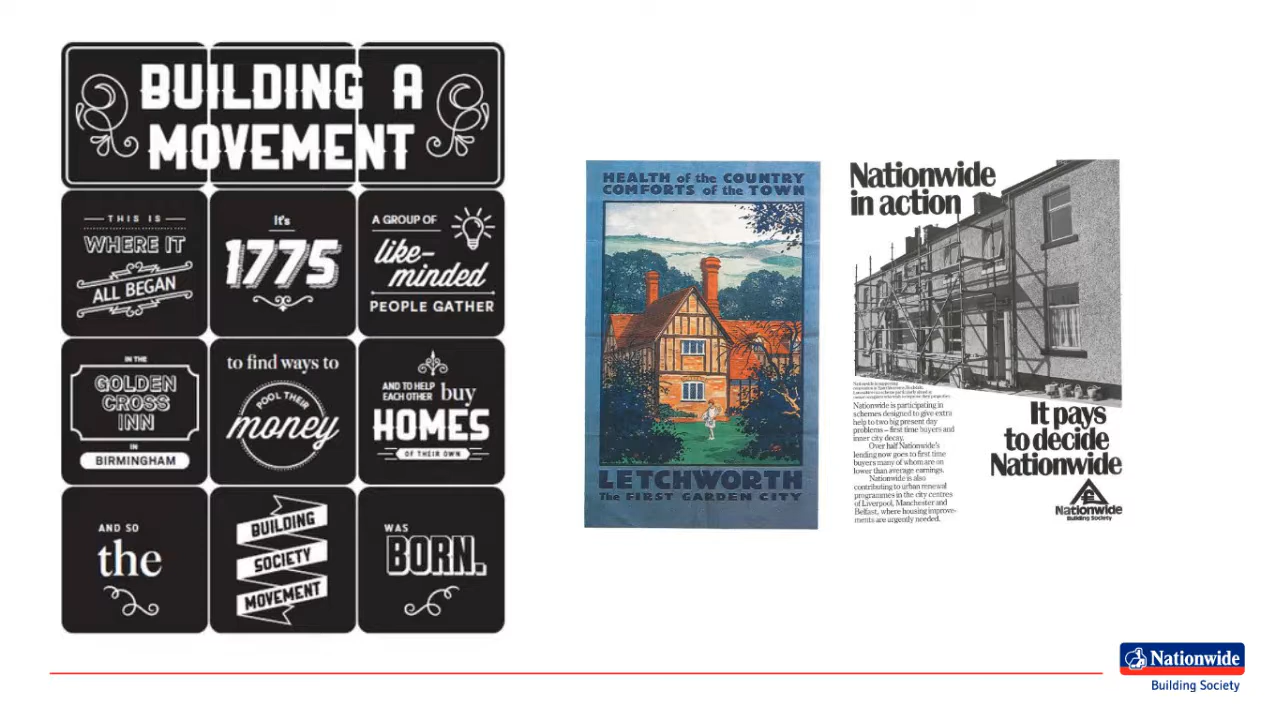 BUILDING A
MOVEMENT
THIS IS
WHERE IT
ALL BEGAN
It's
1775
A GROUP OF
like-
minded
PEOPLE GATHER
IN THE
GOLDEN
CROSS
INN
IN
BIRMINGHAM
to find ways to
POOL THEIR
money
AND TO HELP
EACH OTHER buy
HOMES
OF THEIR OWN
AND SO
the
BUILDING
SOCIETY
MOVEMENT
WAS
BORN.
HEALTH of the COUNTRY
COMFORTS of the TOWN
LETCHWORTH
The FIRST GARDEN CITY
Nationwide
in action
Nationwide is participating in
schemes designed to give extra
help to two big present day
problems – first time buyers and
inner city decay.
Over half Nationwide's
lending now goes to first time
buyers many of whom are on
lower than average earnings.
Nationwide is also
contributing to urban renewal
programmes in the city centres
of Liverpool, Manchester and
Belfast, where housing improve-
ments are urgently needed.
It pays
to decide
Nationwide
Nationwide
Building Society
Nationwide
Building Society